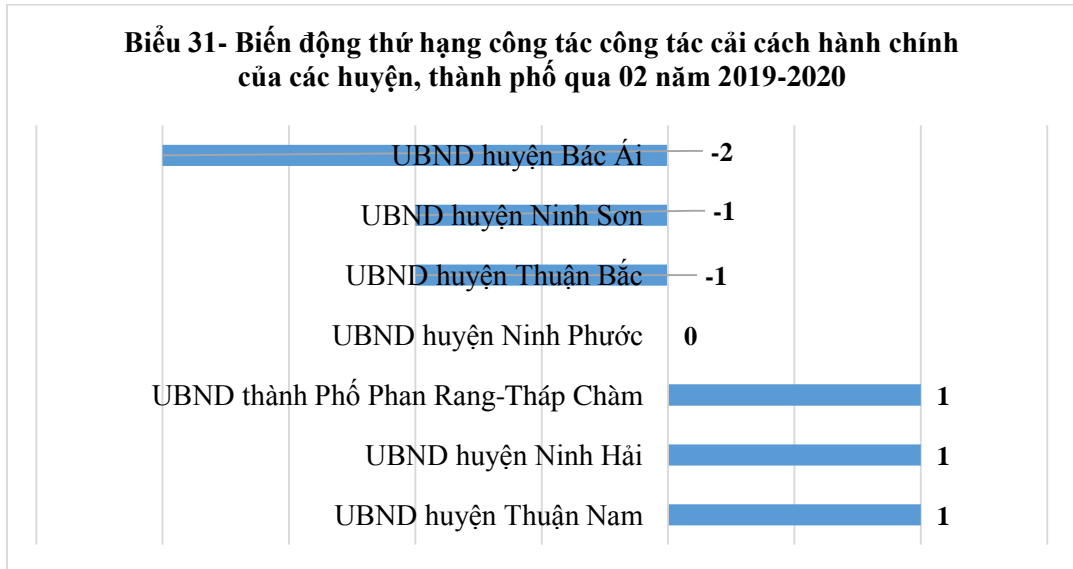 Biểu 31- Biến động thứ hạng công tác công tác cải cách hành chính
của các huyện, thành phố qua 02 năm 2019-2020
UBND huyện Bác Ái -2
UBND huyện Ninh Sơn -1
UBND huyện Thuận Bắc -1
UBND huyện Ninh Phước 0
UBND thành Phố Phan Rang-Tháp Chàm 1
UBND huyện Ninh Hải 1
UBND huyện Thuận Nam 1